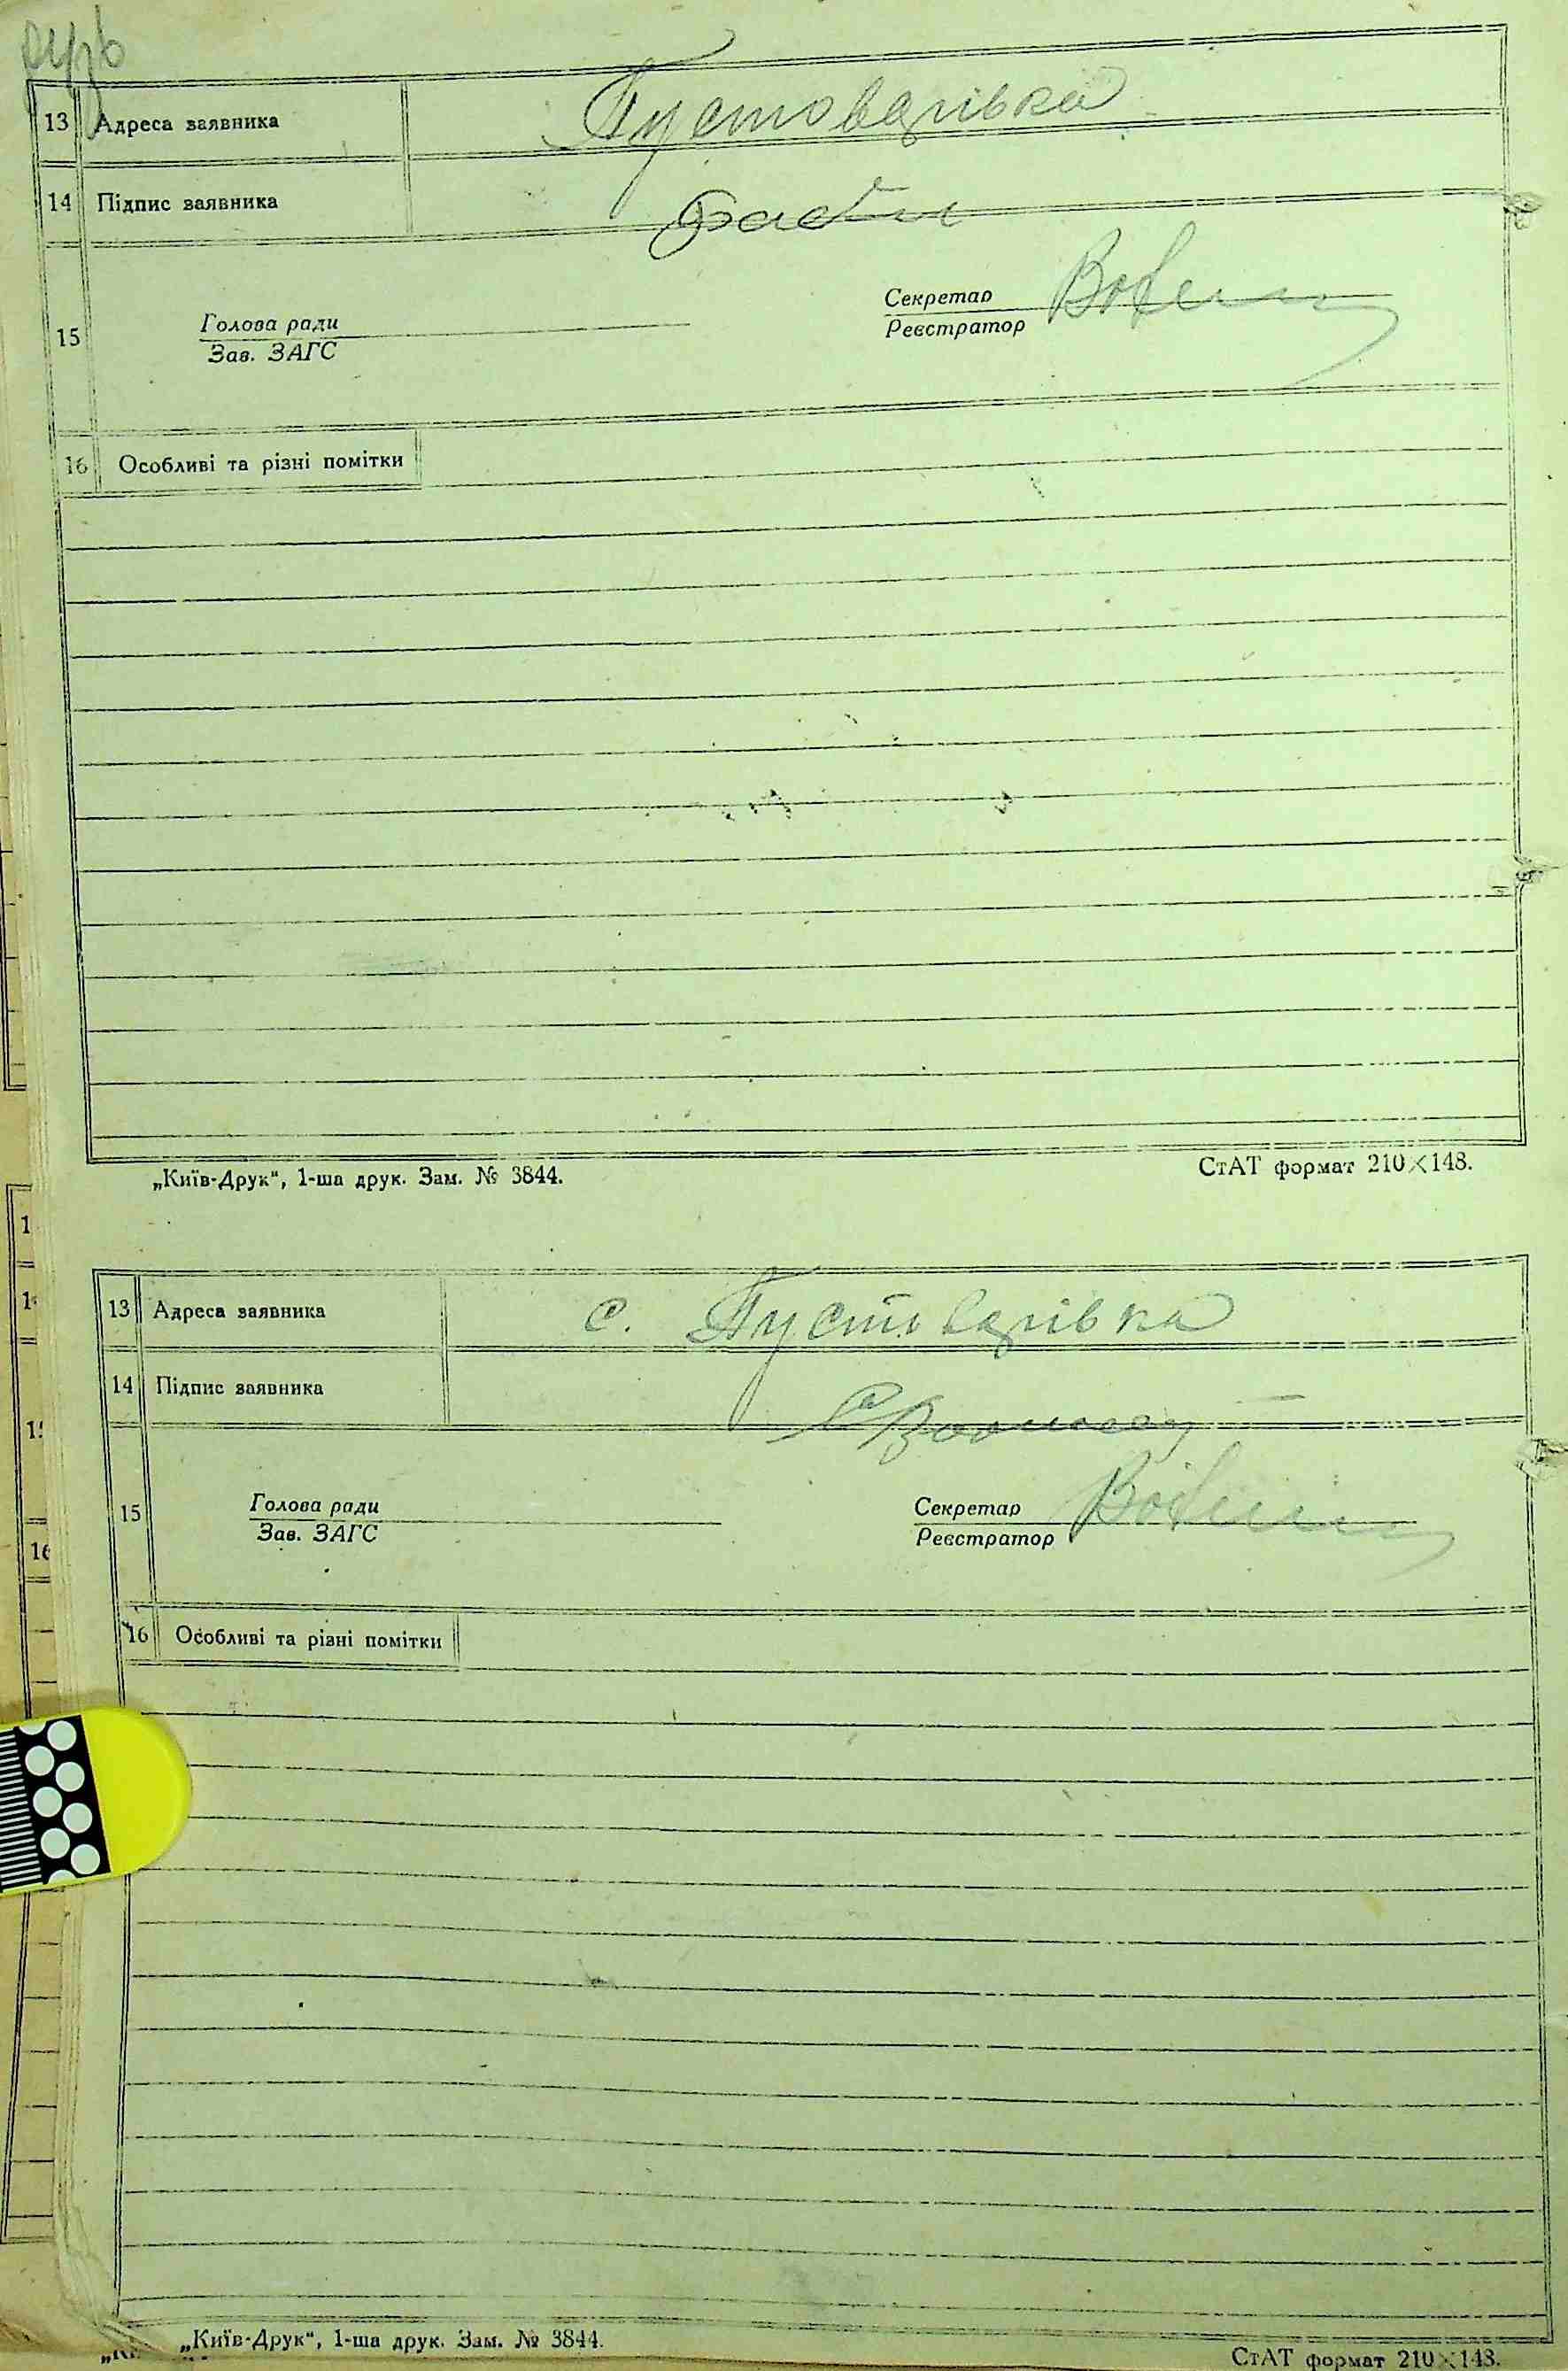 13 Адреса заявника Пустоварівка
14 Підпис заявника
15 Голова ради Секретар
Зав. ЗАГС Реєстратор
16 Особливі та різні помітки
„Київ-Друк“, 1-ша друк. Зам. № 3844. СтАТ формат 210×148.
13 Адреса заявника с. Пустоварівка
14 Підпис заявника
15 Голова ради Секретар
Зав. ЗАГС Реєстратор
16 Особливі та різні помітки
„Київ-Друк“, 1-ша друк. Зам. № 3844. СтАТ формат 210×148.